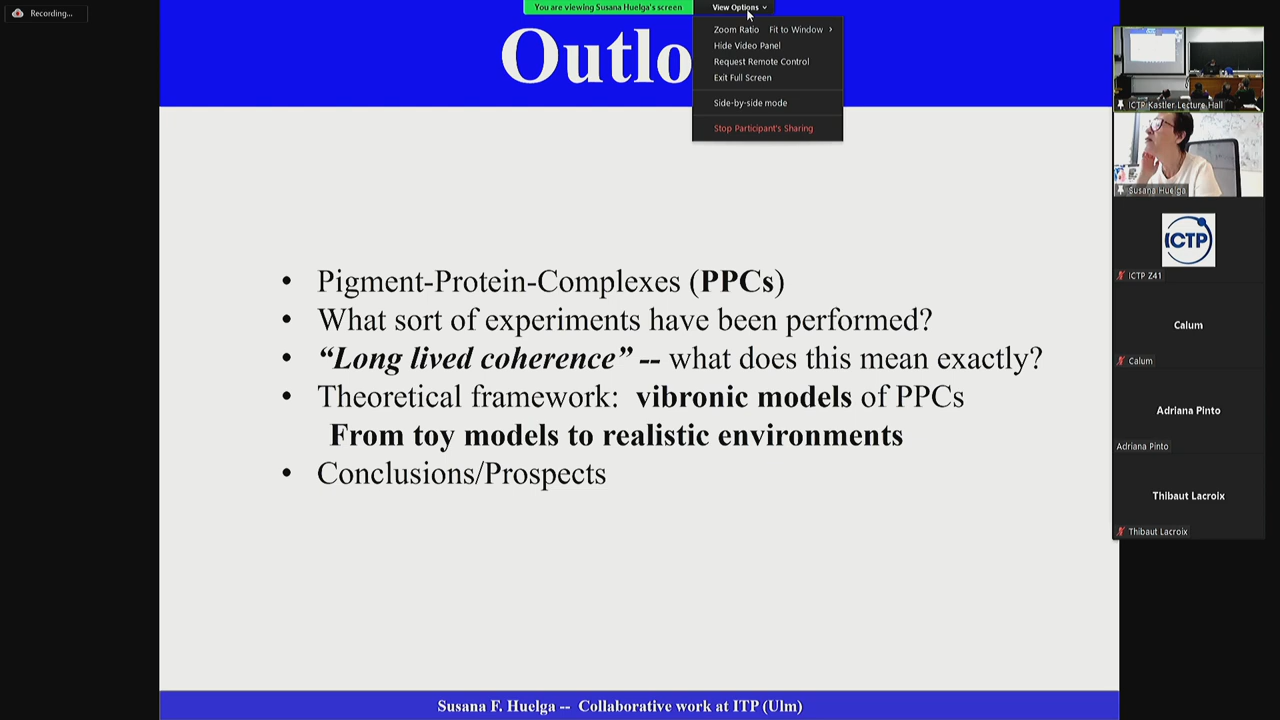 Recording...
You are viewing Susana Huelga's screen
View Options
Zoom Ratio Fit to Window
Hide Video Panel
Request Remote Control
Exit Full Screen
Side-by-side mode
Stop Participant's Sharing
Outlo
• Pigment-Protein-Complexes (PPCs)
• What sort of experiments have been performed?
• “Long lived coherence” -- what does this mean exactly?
• Theoretical framework: vibronic models of PPCs
From toy models to realistic environments
• Conclusions/Prospects
Susana F. Huelga -- Collaborative work at ITP (Ulm)
ICTP Kastler Lecture Hall
Susana Huelga
ICTP
ICTP Z41
Calum
Calum
Adriana Pinto
Adriana Pinto
Thibaut Lacroix
Thibaut Lacroix